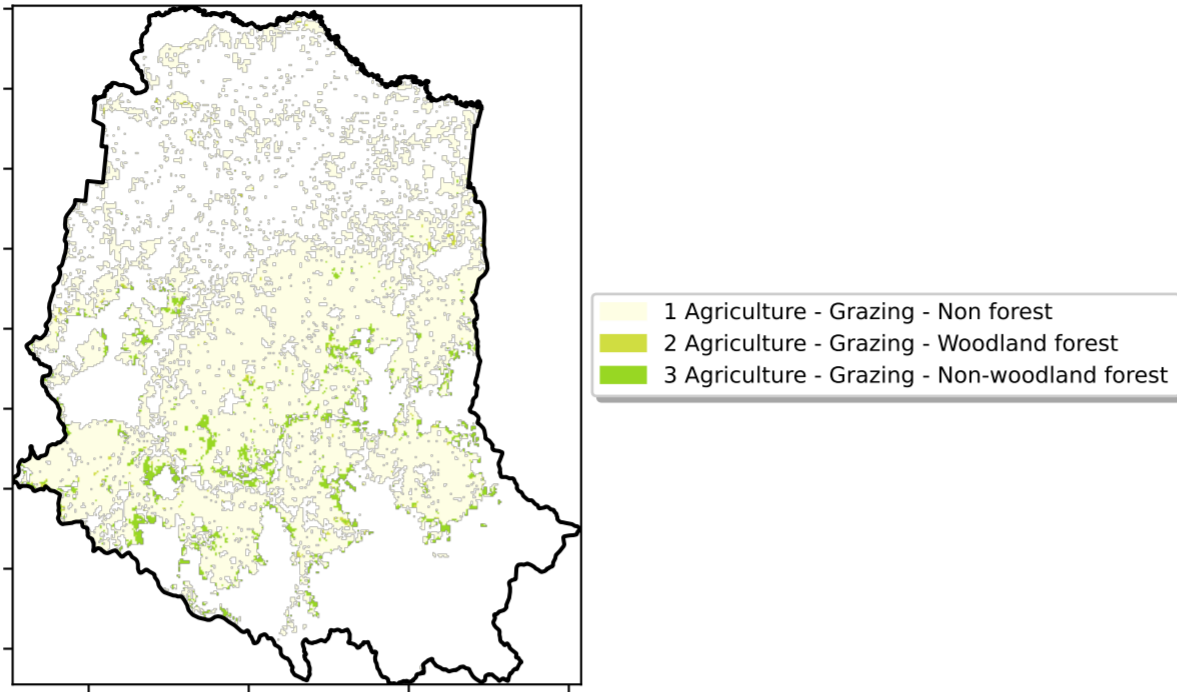 1 Agriculture - Grazing - Non forest
2 Agriculture - Grazing - Woodland forest
3 Agriculture - Grazing - Non-woodland forest